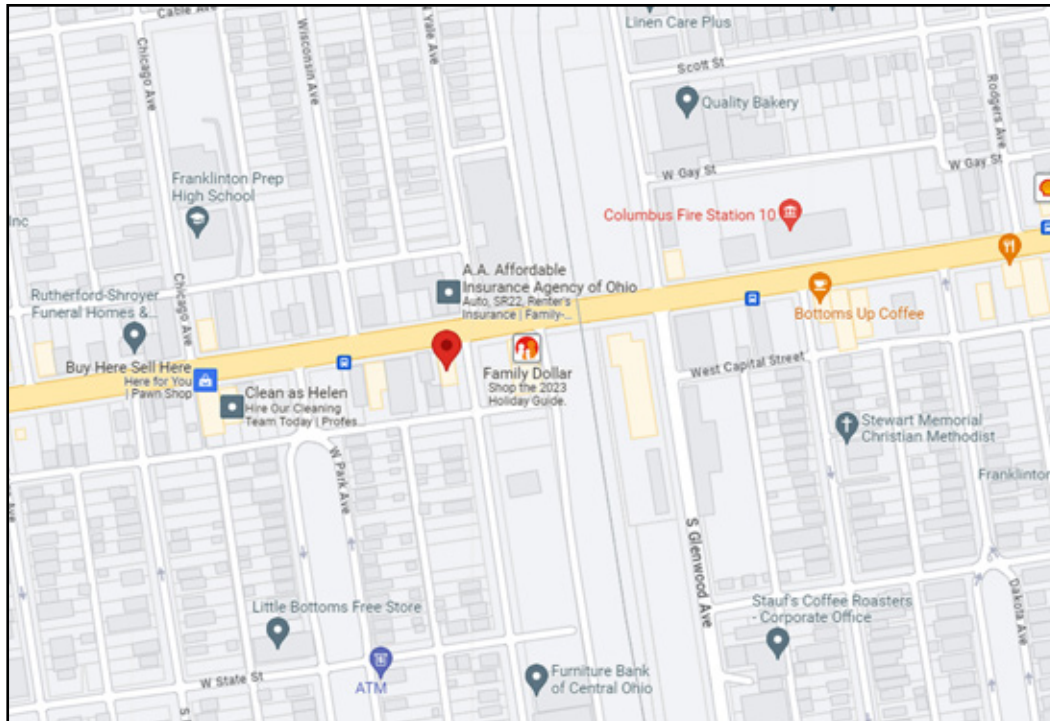 Cable Ave
Linen Care Plus
Chicago Ave
Wisconsin Ave
N Yale Ave
Scott St
Rodgers Ave
Quality Bakery
W Gay St
W Gay St
Franklinton Prep
High School
Inc
Columbus Fire Station 10
A.A. Affordable
Insurance Agency of Ohio
Auto, SR22, Renter's
Insurance | Family-...
Chicago Ave
Rutherford-Shroyer
Funeral Homes &...
Bottoms Up Coffee
Buy Here Sell Here
Here for You
| Pawn Shop
Family Dollar
Shop the 2023
Holiday Guide.
West Capital Street
Clean as Helen
Hire Our Cleaning
Team Today | Profes...
Stewart Memorial
Christian Methodist
W Park Ave
Franklinton
Ave
S Glenwood Ave
Dakota Ave
Stauf's Coffee Roasters
- Corporate Office
Little Bottoms Free Store
W State St
ATM
Furniture Bank
of Central Ohio
S